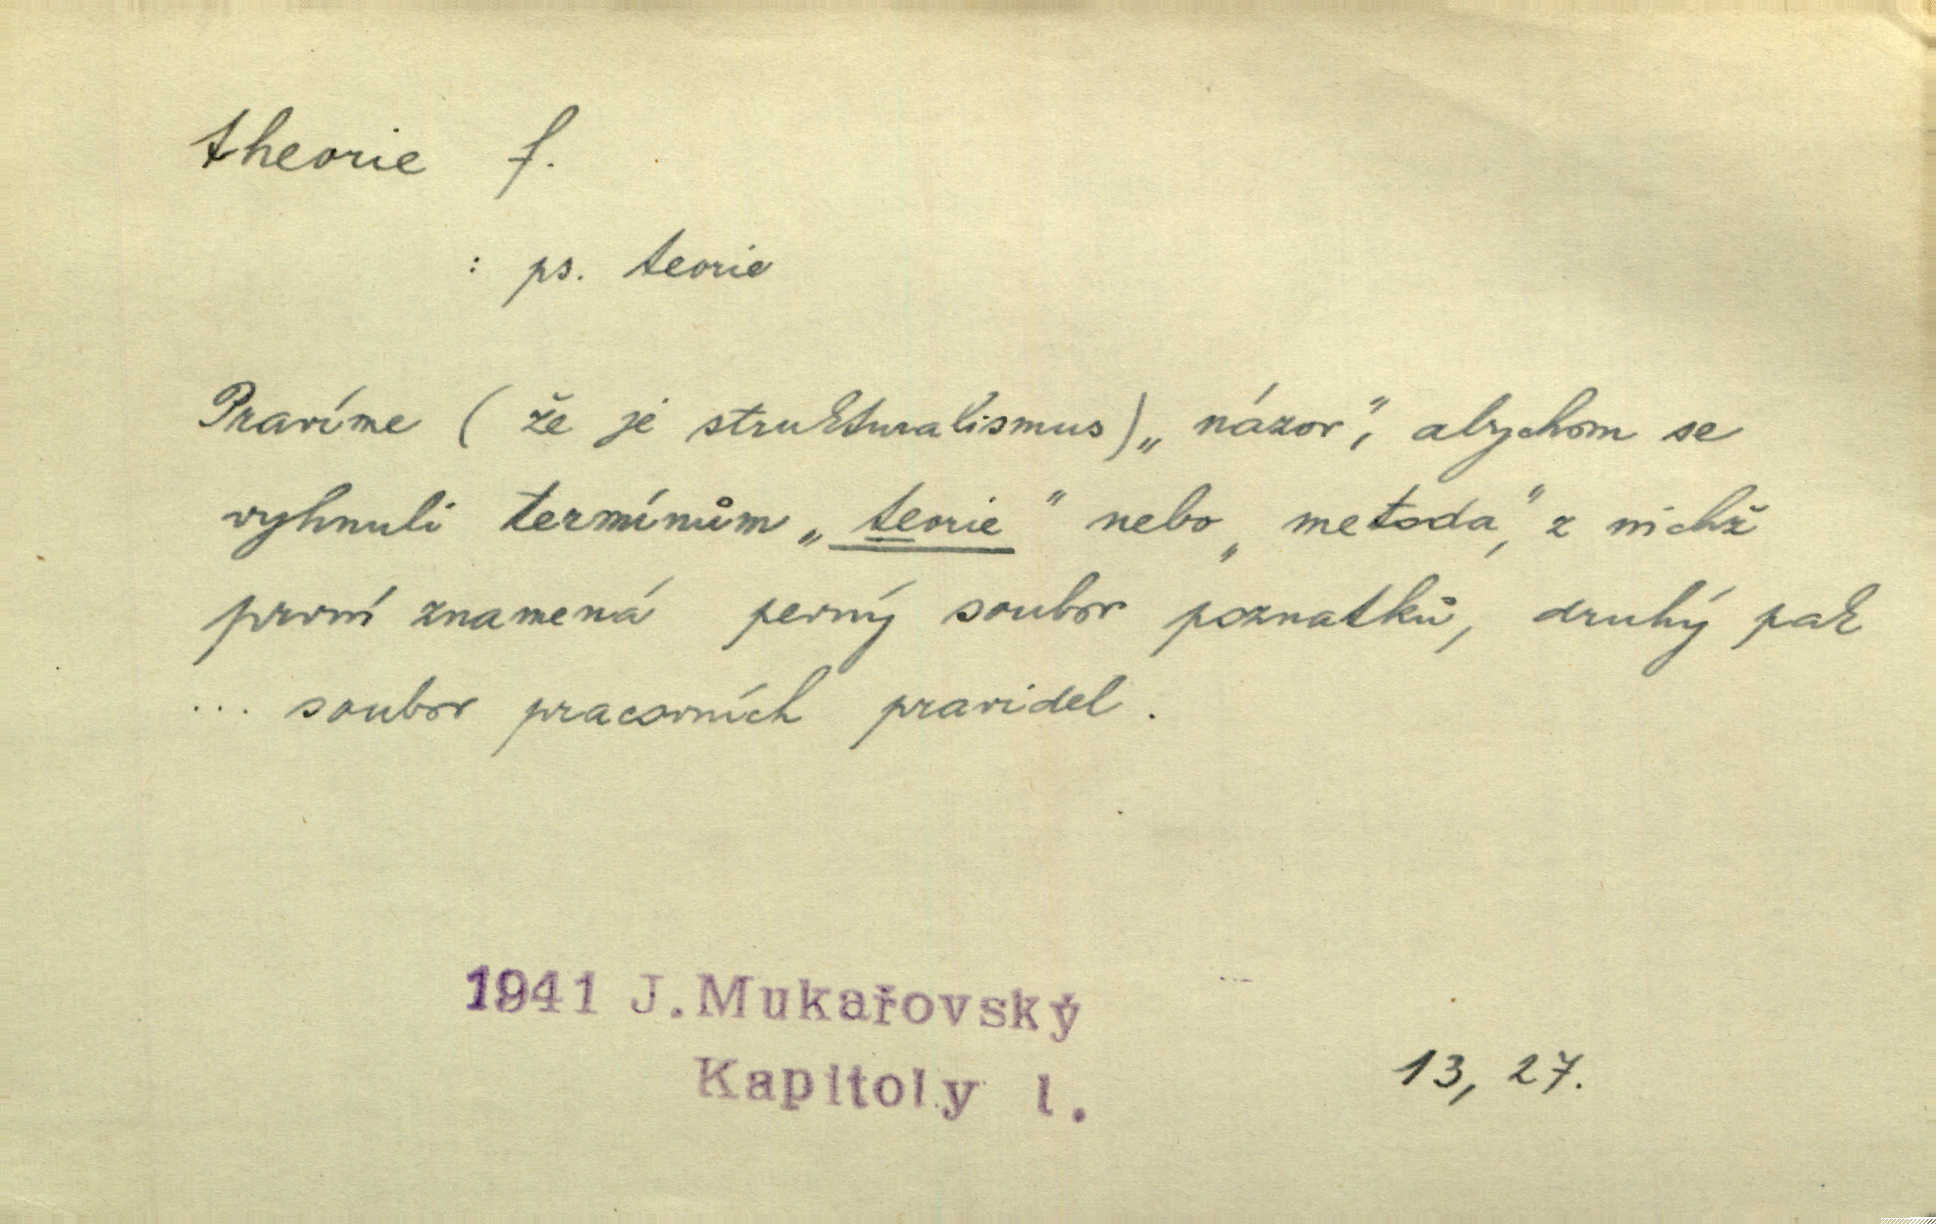 theorie f.
: ps. teorie
Pravíme (že je strukturalismus) „názor“, abychom se
vyhnuli termínům „teorie“ nebo „metoda“, z nichž
první znamená pevný soubor poznatků, druhý pak
... soubor pracovních pravidel.
1941 J. Mukařovský
Kapitoly I.
13, 27.